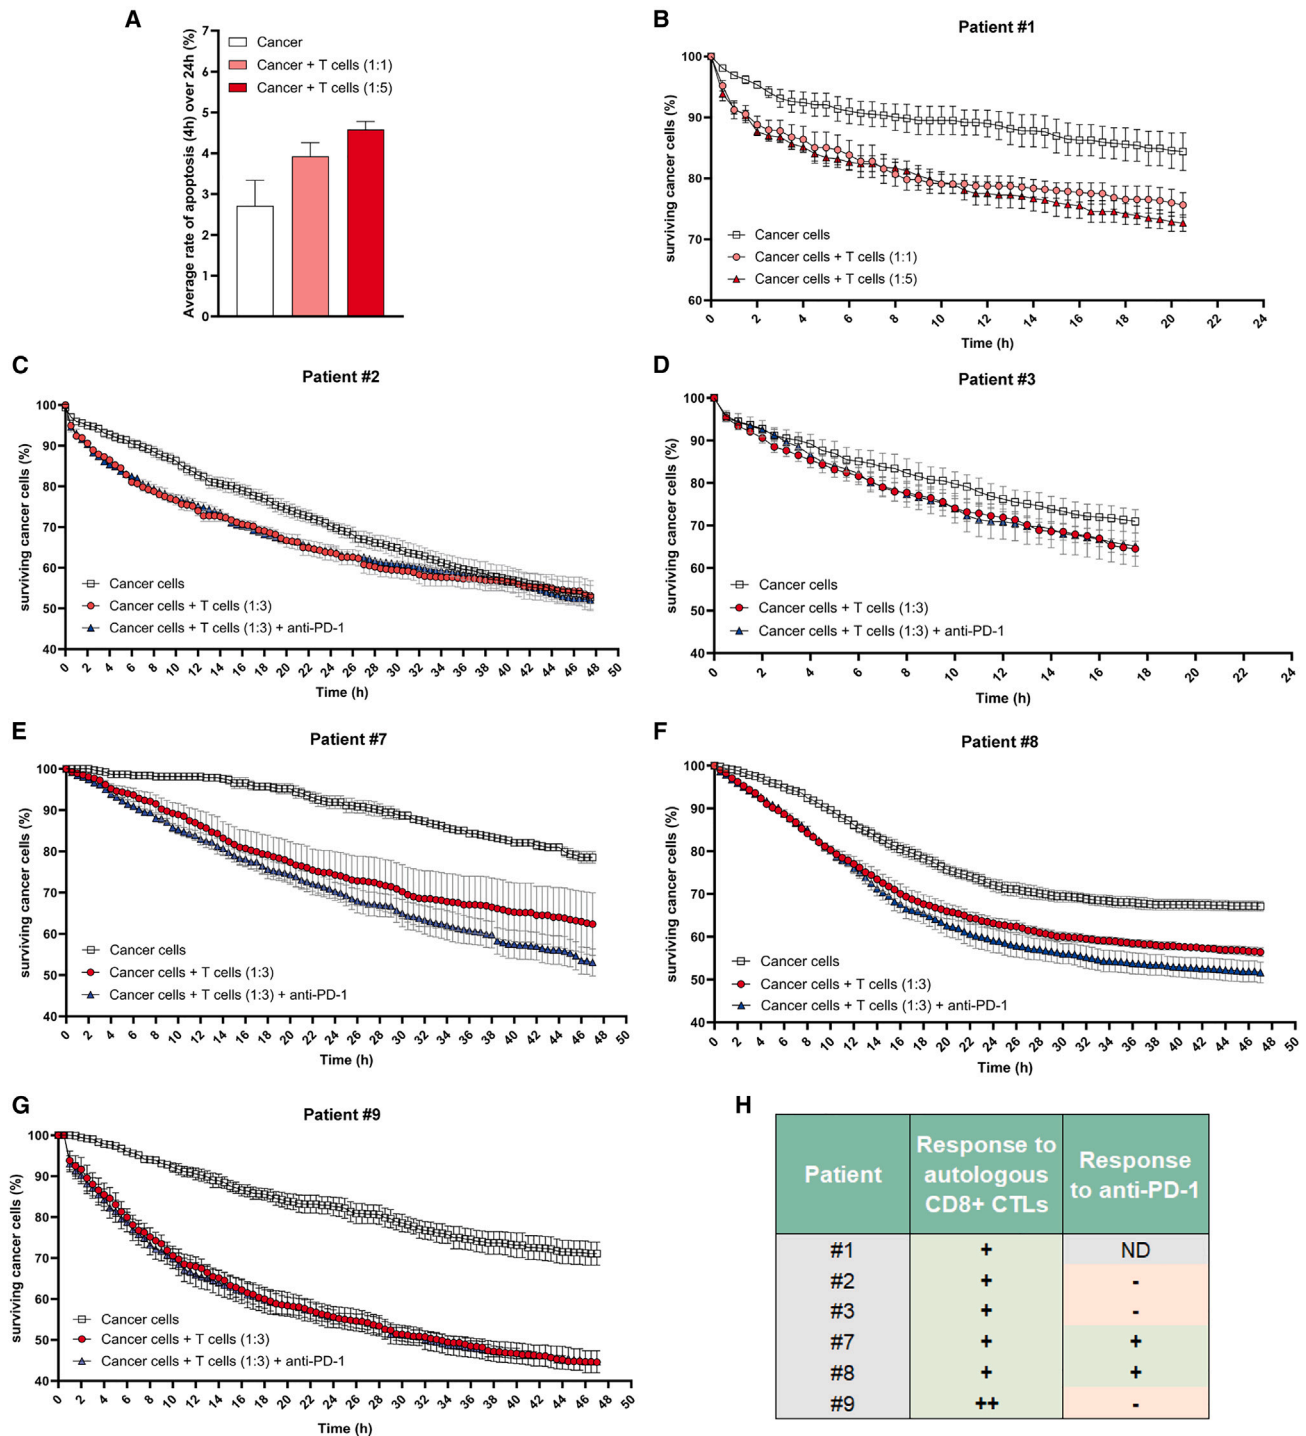 A
Average rate of apoptosis (4h) over 24h (%)
7
6
5
4
3
2
1
0
Cancer
Cancer + T cells (1:1)
Cancer + T cells (1:5)
B
Patient #1
surviving cancer cells (%)
100
90
80
70
60
Cancer cells
Cancer cells + T cells (1:1)
Cancer cells + T cells (1:5)
0 2 4 6 8 10 12 14 16 18 20 22 24
Time (h)
C
Patient #2
surviving cancer cells (%)
100
90
80
70
60
50
40
Cancer cells
Cancer cells + T cells (1:3)
Cancer cells + T cells (1:3) + anti-PD-1
0 2 4 6 8 10 12 14 16 18 20 22 24 26 28 30 32 34 36 38 40 42 44 46 48 50
Time (h)
D
Patient #3
surviving cancer cells (%)
100
90
80
70
60
50
40
Cancer cells
Cancer cells + T cells (1:3)
Cancer cells + T cells (1:3) + anti-PD-1
0 2 4 6 8 10 12 14 16 18 20 22 24
Time (h)
E
Patient #7
surviving cancer cells (%)
100
90
80
70
60
50
40
Cancer cells
Cancer cells + T cells (1:3)
Cancer cells + T cells (1:3) + anti-PD-1
0 2 4 6 8 10 12 14 16 18 20 22 24 26 28 30 32 34 36 38 40 42 44 46 48 50
Time (h)
F
Patient #8
surviving cancer cells (%)
100
90
80
70
60
50
40
Cancer cells
Cancer cells + T cells (1:3)
Cancer cells + T cells (1:3) + anti-PD-1
0 2 4 6 8 10 12 14 16 18 20 22 24 26 28 30 32 34 36 38 40 42 44 46 48 50
Time (h)
G
Patient #9
surviving cancer cells (%)
100
90
80
70
60
50
40
Cancer cells
Cancer cells + T cells (1:3)
Cancer cells + T cells (1:3) + anti-PD-1
0 2 4 6 8 10 12 14 16 18 20 22 24 26 28 30 32 34 36 38 40 42 44 46 48 50
Time (h)
H
Patient
Response to
autologous
CD8+ CTLs
Response
to anti-PD-1
#1 + ND
#2 + -
#3 + -
#7 + +
#8 + +
#9 ++ -